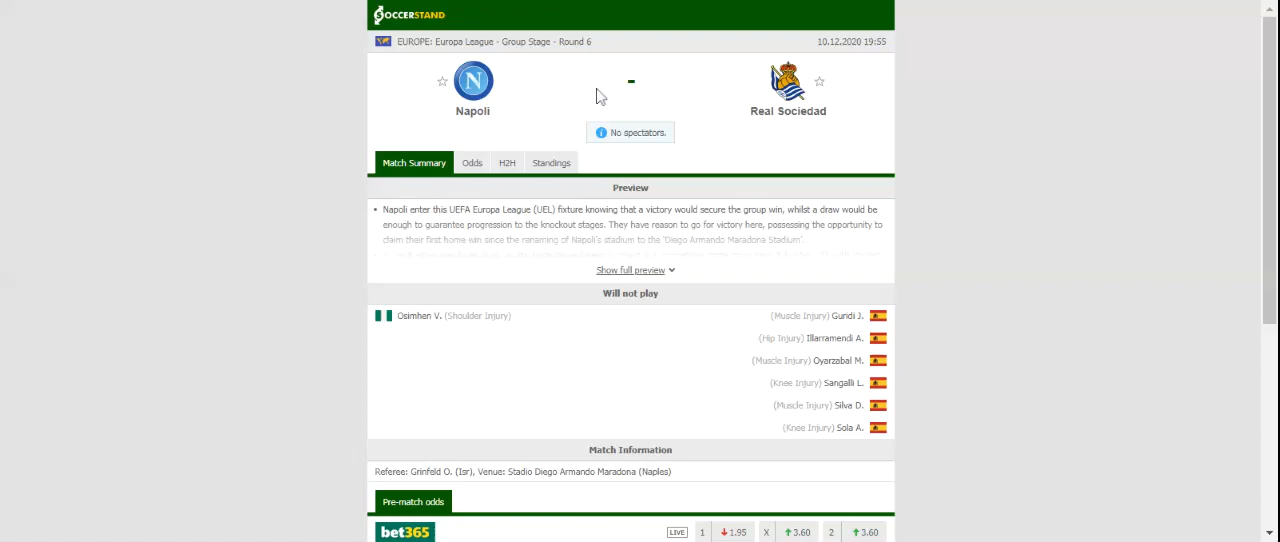 SOCCERSTAND
EUROPE: Europa League - Group Stage - Round 6 10.12.2020 19:55
N
Napoli - Real Sociedad
No spectators.
Match Summary Odds H2H Standings
Preview
• Napoli enter this UEFA Europa League (UEL) fixture knowing that a victory would secure the group win, whilst a draw would be
enough to guarantee progression to the knockout stages. They have reason to go for victory here, possessing the opportunity to
claim their first home win since the renaming of Napoli's stadium to the 'Diego Armando Maradona Stadium'.
Show full preview
Will not play
Osimhen V. (Shoulder Injury) (Muscle Injury) Guridi J.
(Hip Injury) Illarramendi A.
(Muscle Injury) Oyarzabal M.
(Knee Injury) Sangalli L.
(Muscle Injury) Silva D.
(Knee Injury) Sola A.
Match Information
Referee: Grinfeld O. (Isr), Venue: Stadio Diego Armando Maradona (Naples)
Pre-match odds
bet365 LIVE 1 1.95 X 3.60 2 3.60